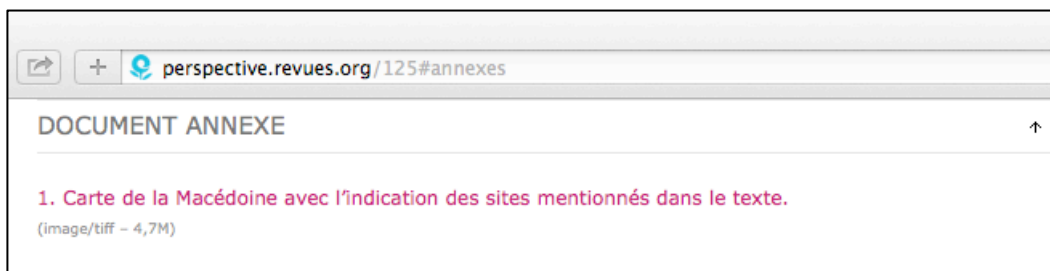 perspective.revues.org/125#annexes
DOCUMENT ANNEXE
1. Carte de la Macédoine avec l'indication des sites mentionnés dans le texte.
(image/tiff – 4,7M)